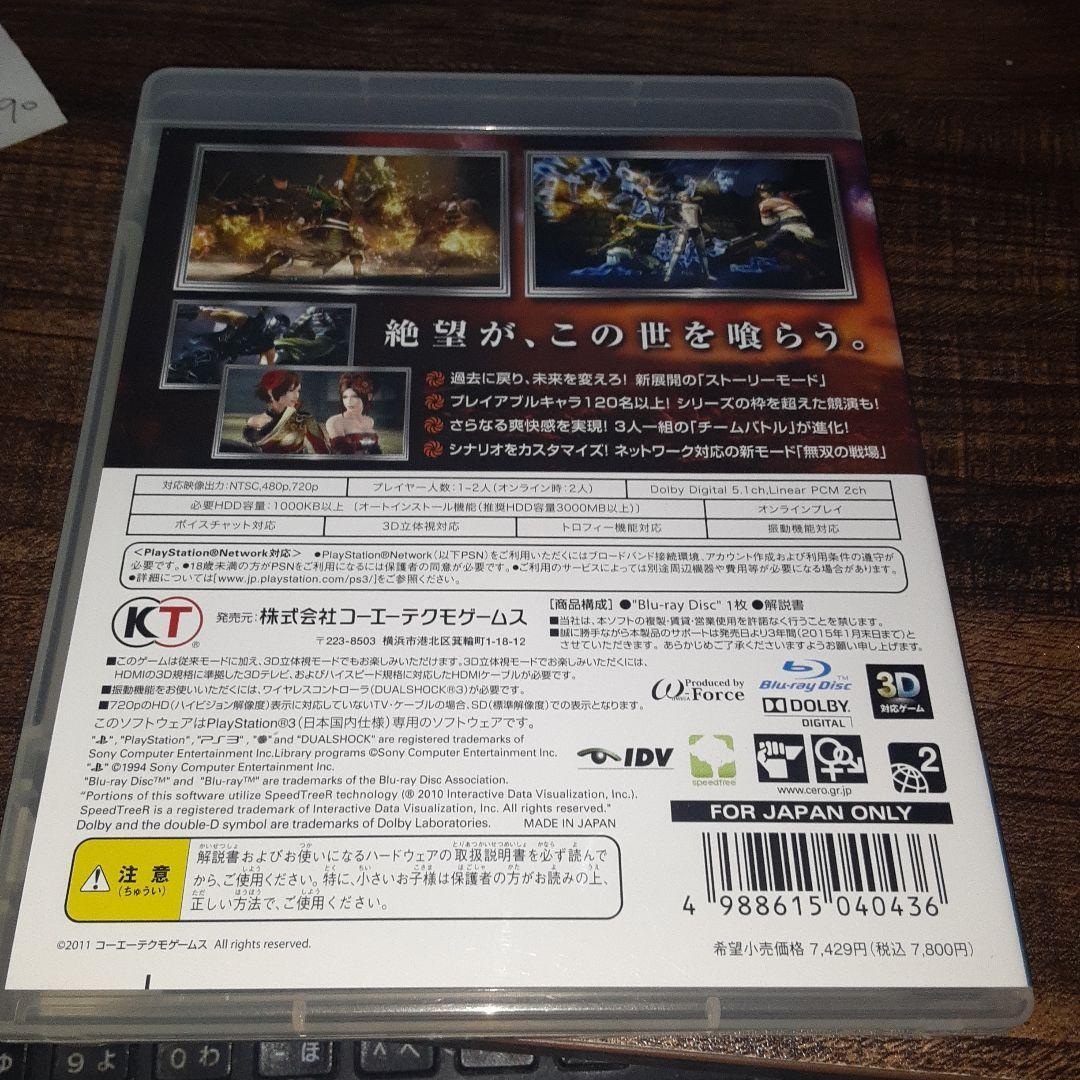 90
絶望が、この世を喰らう。
過去に戻り、未来を変えろ! 新展開の「ストーリーモード」
プレイアブルキャラ120名以上! シリーズの枠を超えた競演も!
さらなる爽快感を実現! 3人一組の「チームバトル」が進化!
シナリオをカスタマイズ! ネットワーク対応の新モード「無双の戦場」
対応映像出力:NTSC,480p,720p プレイヤー人数:1~2人(オンライン時:2人) Dolby Digital 5.1ch,Linear PCM 2ch
必要HDD容量:1000KB以上 [オートインストール機能(推奨HDD容量3000MB以上)] オンラインプレイ
ボイスチャット対応 3D立体視対応 トロフィー機能対応 振動機能対応
<PlayStation®Network対応> ●PlayStation®Network(以下PSN)をご利用いただくにはブロードバンド接続環境、アカウント作成および利用条件の遵守が
必要です。●18歳未満の方がPSNをご利用になるには保護者の同意が必要です。●ご利用のサービスによっては別途周辺機器や費用等が必要になる場合があります。
●詳細については[www.jp.playstation.com/ps3/]をご参照ください。
KT ®
発売元:株式会社コーエーテクモゲームス
〒223-8503 横浜市港北区箕輪町1-18-12
[商品構成] ●"Blu-ray Disc" 1枚 ●解説書
■当社は、本ソフトの複製・賃貸・営業使用を許諾なく行うことを禁じます。
■誠に勝手ながら本製品のサポートは発売日より3年間(2015年1月末日まで)と
させていただきます。あらかじめご了承くださいますようお願い申し上げます。
■このゲームは従来モードに加え、3D立体視モードでもお楽しみいただけます。3D立体視モードでお楽しみいただくには、
HDMIの3D規格に準拠した3Dテレビ、およびハイスピード規格に対応したHDMIケーブルが必要です。
■振動機能をお使いいただくには、ワイヤレスコントローラ(DUALSHOCK®3)が必要です。
■720pのHD(ハイビジョン解像度)表示に対応していないTV・ケーブルの場合、SD(標準解像度)での表示となります。
このソフトウェアはPlayStation®3(日本国内仕様)専用のソフトウェアです。
Produced by
ω-Force
OMEGA
Blu-ray Disc™
DOLBY
DIGITAL
3D
対応ゲーム
" ", "PlayStation", "PS3", " " and "DUALSHOCK" are registered trademarks of
Sony Computer Entertainment Inc.Library programs ©Sony Computer Entertainment Inc.
" " ©1994 Sony Computer Entertainment Inc.
"Blu-ray Disc™" and "Blu-ray™" are trademarks of the Blu-ray Disc Association.
"Portions of this software utilize SpeedTreeR technology (® 2010 Interactive Data Visualization, Inc.).
SpeedTreeR is a registered trademark of Interactive Data Visualization, Inc. All rights reserved."
Dolby and the double-D symbol are trademarks of Dolby Laboratories. MADE IN JAPAN
IDV
speedtree
www.cero.gr.jp
2
FOR JAPAN ONLY
注意
(ちゅうい)
解説書およびお使いになるハードウェアの取扱説明書を必ず読んで
から、ご使用ください。特に、小さいお子様は保護者の方がお読みの上、
正しい方法で、ご使用ください。
4 988615 040436
©2011 コーエーテクモゲームス All rights reserved.
希望小売価格 7,429円(税込 7,800円)
ゅ 9 よ 0 わ - ほ ^ へ